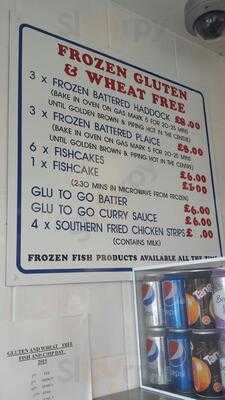 FROZEN GLUTEN
& WHEAT FREE
3 x FROZEN BATTERED HADDOCK £8.00
(BAKE IN OVEN ON GAS MARK 5 FOR 20-25 MINS
UNTIL GOLDEN BROWN & PIPING HOT IN THE CENTRE)
3 x FROZEN BATTERED PLAICE £8.00
(BAKE IN OVEN ON GAS MARK 5 FOR 20-25 MINS
UNTIL GOLDEN BROWN & PIPING HOT IN THE CENTRE)
6 x FISHCAKES £6.00
1 x FISHCAKE
(2:30 MINS IN MICROWAVE FROM FROZEN)
GLU TO GO BATTER £6.00
GLU TO GO CURRY SAUCE £6.00
4 x SOUTHERN FRIED CHICKEN STRIPS £ .00
(CONTAINS MILK)
FROZEN FISH PRODUCTS AVAILABLE ALL THE
GLUTEN AND WHEAT FREE
FISH AND CHIP DAY
pepsi
pepsi
Tan